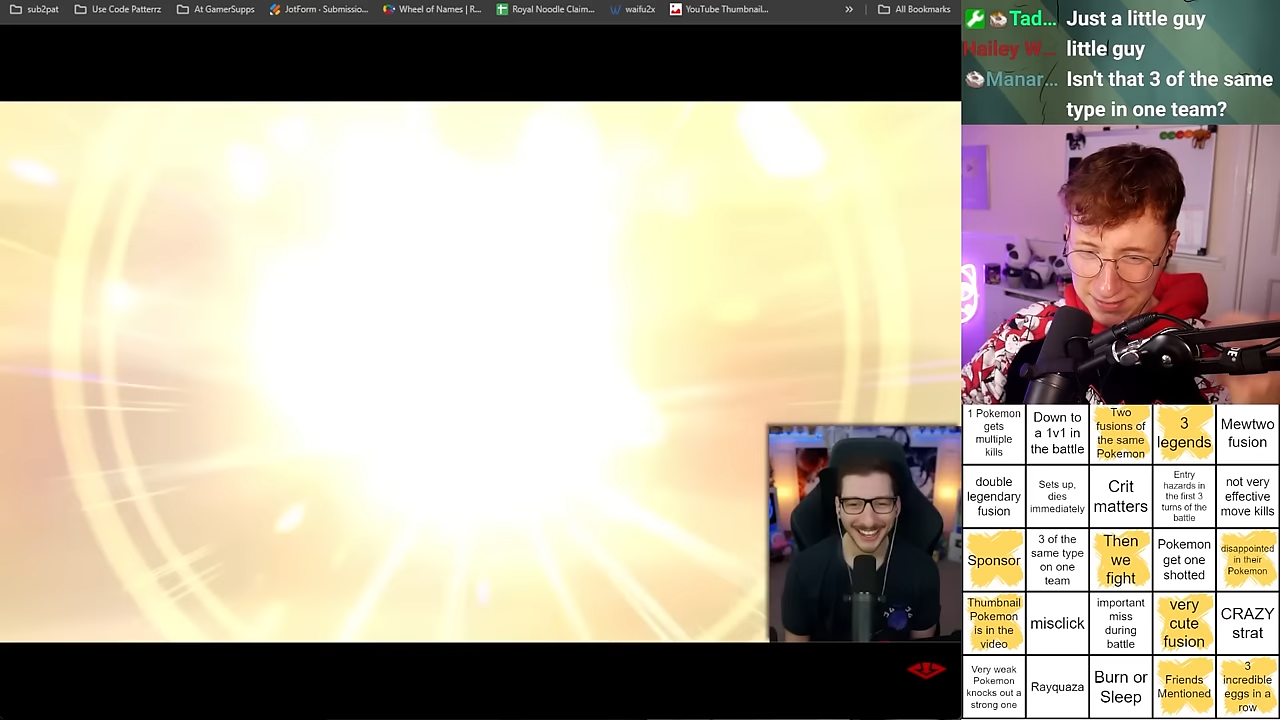 sub2pat
Use Code Patterrz
At GamerSupps
JotForm · Submissio...
Wheel of Names | R...
Royal Noodle Claim...
waifu2x
YouTube Thumbnail...
»
All Bookmarks
Tad... Just a little guy
Hailey W... little guy
Manar... Isn't that 3 of the same
type in one team?
1 Pokemon
gets
multiple
kills
Down to
a 1v1 in
the battle
Two
fusions of
the same
Pokemon
3
legends
Mewtwo
fusion
double
legendary
fusion
Sets up,
dies
immediately
Crit
matters
Entry
hazards in
the first 3
turns of the
battle
not very
effective
move kills
Sponsor
3 of the
same type
on one
team
Then
we
fight
Pokemon
get one
shotted
disappointed
in their
Pokemon
Thumbnail
Pokemon
is in the
video
misclick
important
miss
during
battle
very
cute
fusion
CRAZY
strat
Very weak
Pokemon
knocks out a
strong one
Rayquaza
Burn or
Sleep
Friends
Mentioned
3
incredible
eggs in a
row